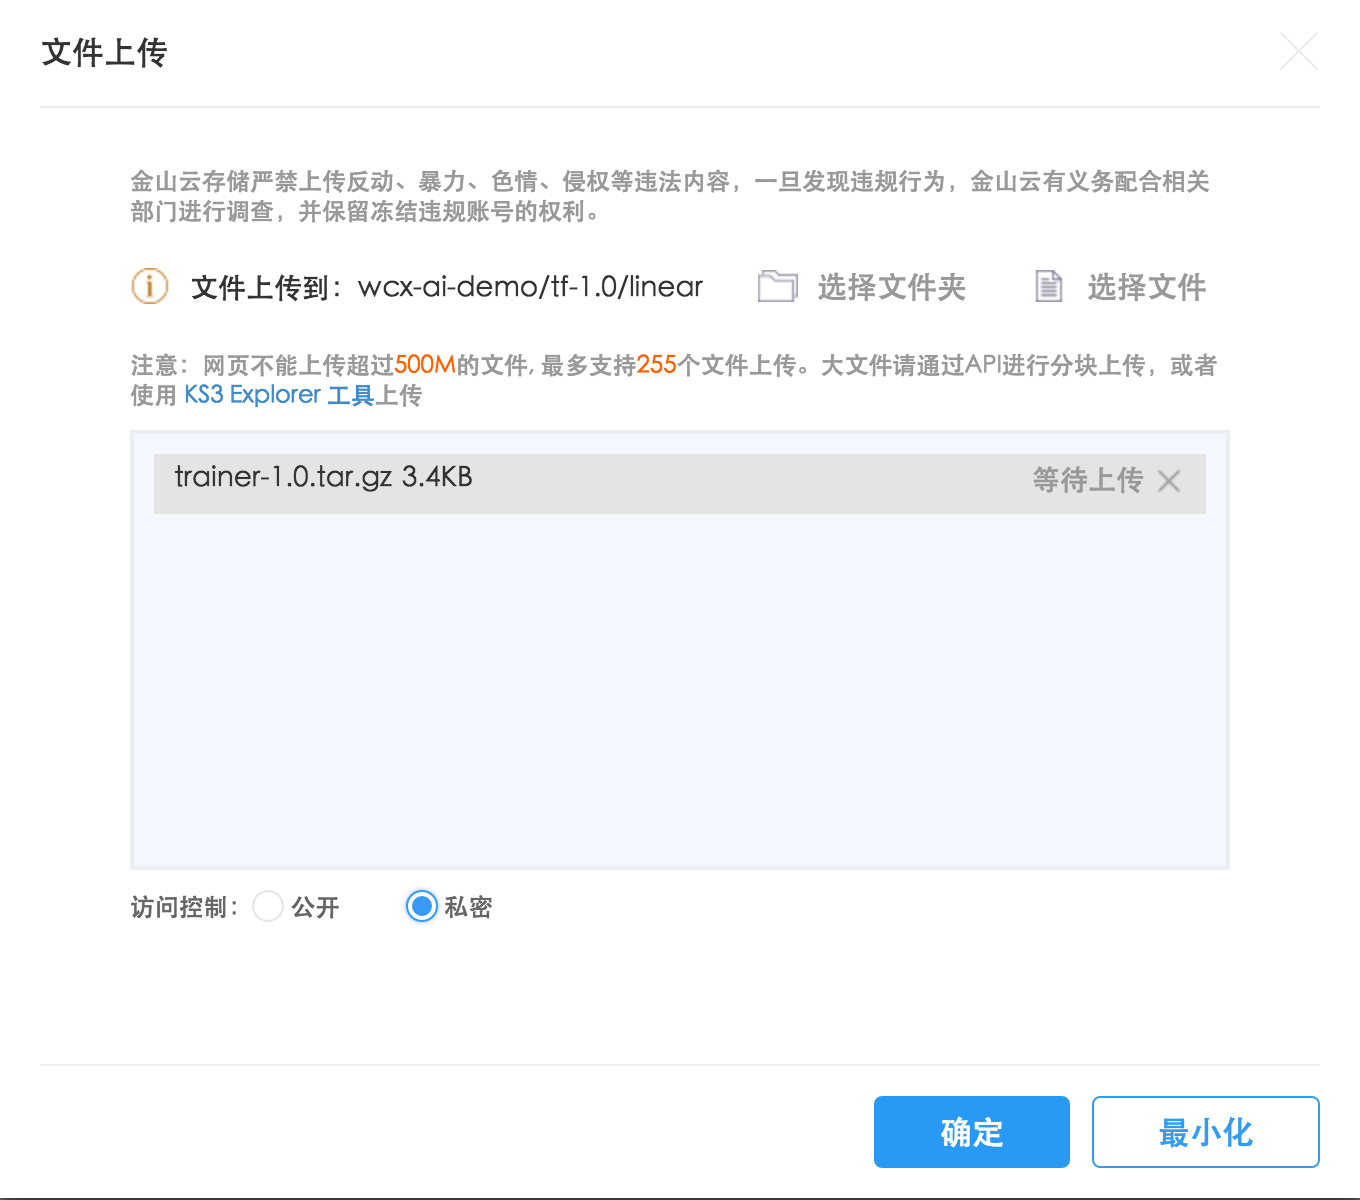 文件上传
金山云存储严禁上传反动、暴力、色情、侵权等违法内容，一旦发现违规行为，金山云有义务配合相关
部门进行调查，并保留冻结违规账号的权利。
文件上传到：wcx-ai-demo/tf-1.0/linear 选择文件夹 选择文件
注意：网页不能上传超过500M的文件, 最多支持255个文件上传。大文件请通过API进行分块上传，或者
使用 KS3 Explorer 工具上传
trainer-1.0.tar.gz 3.4KB 等待上传
访问控制：公开 私密
确定 最小化